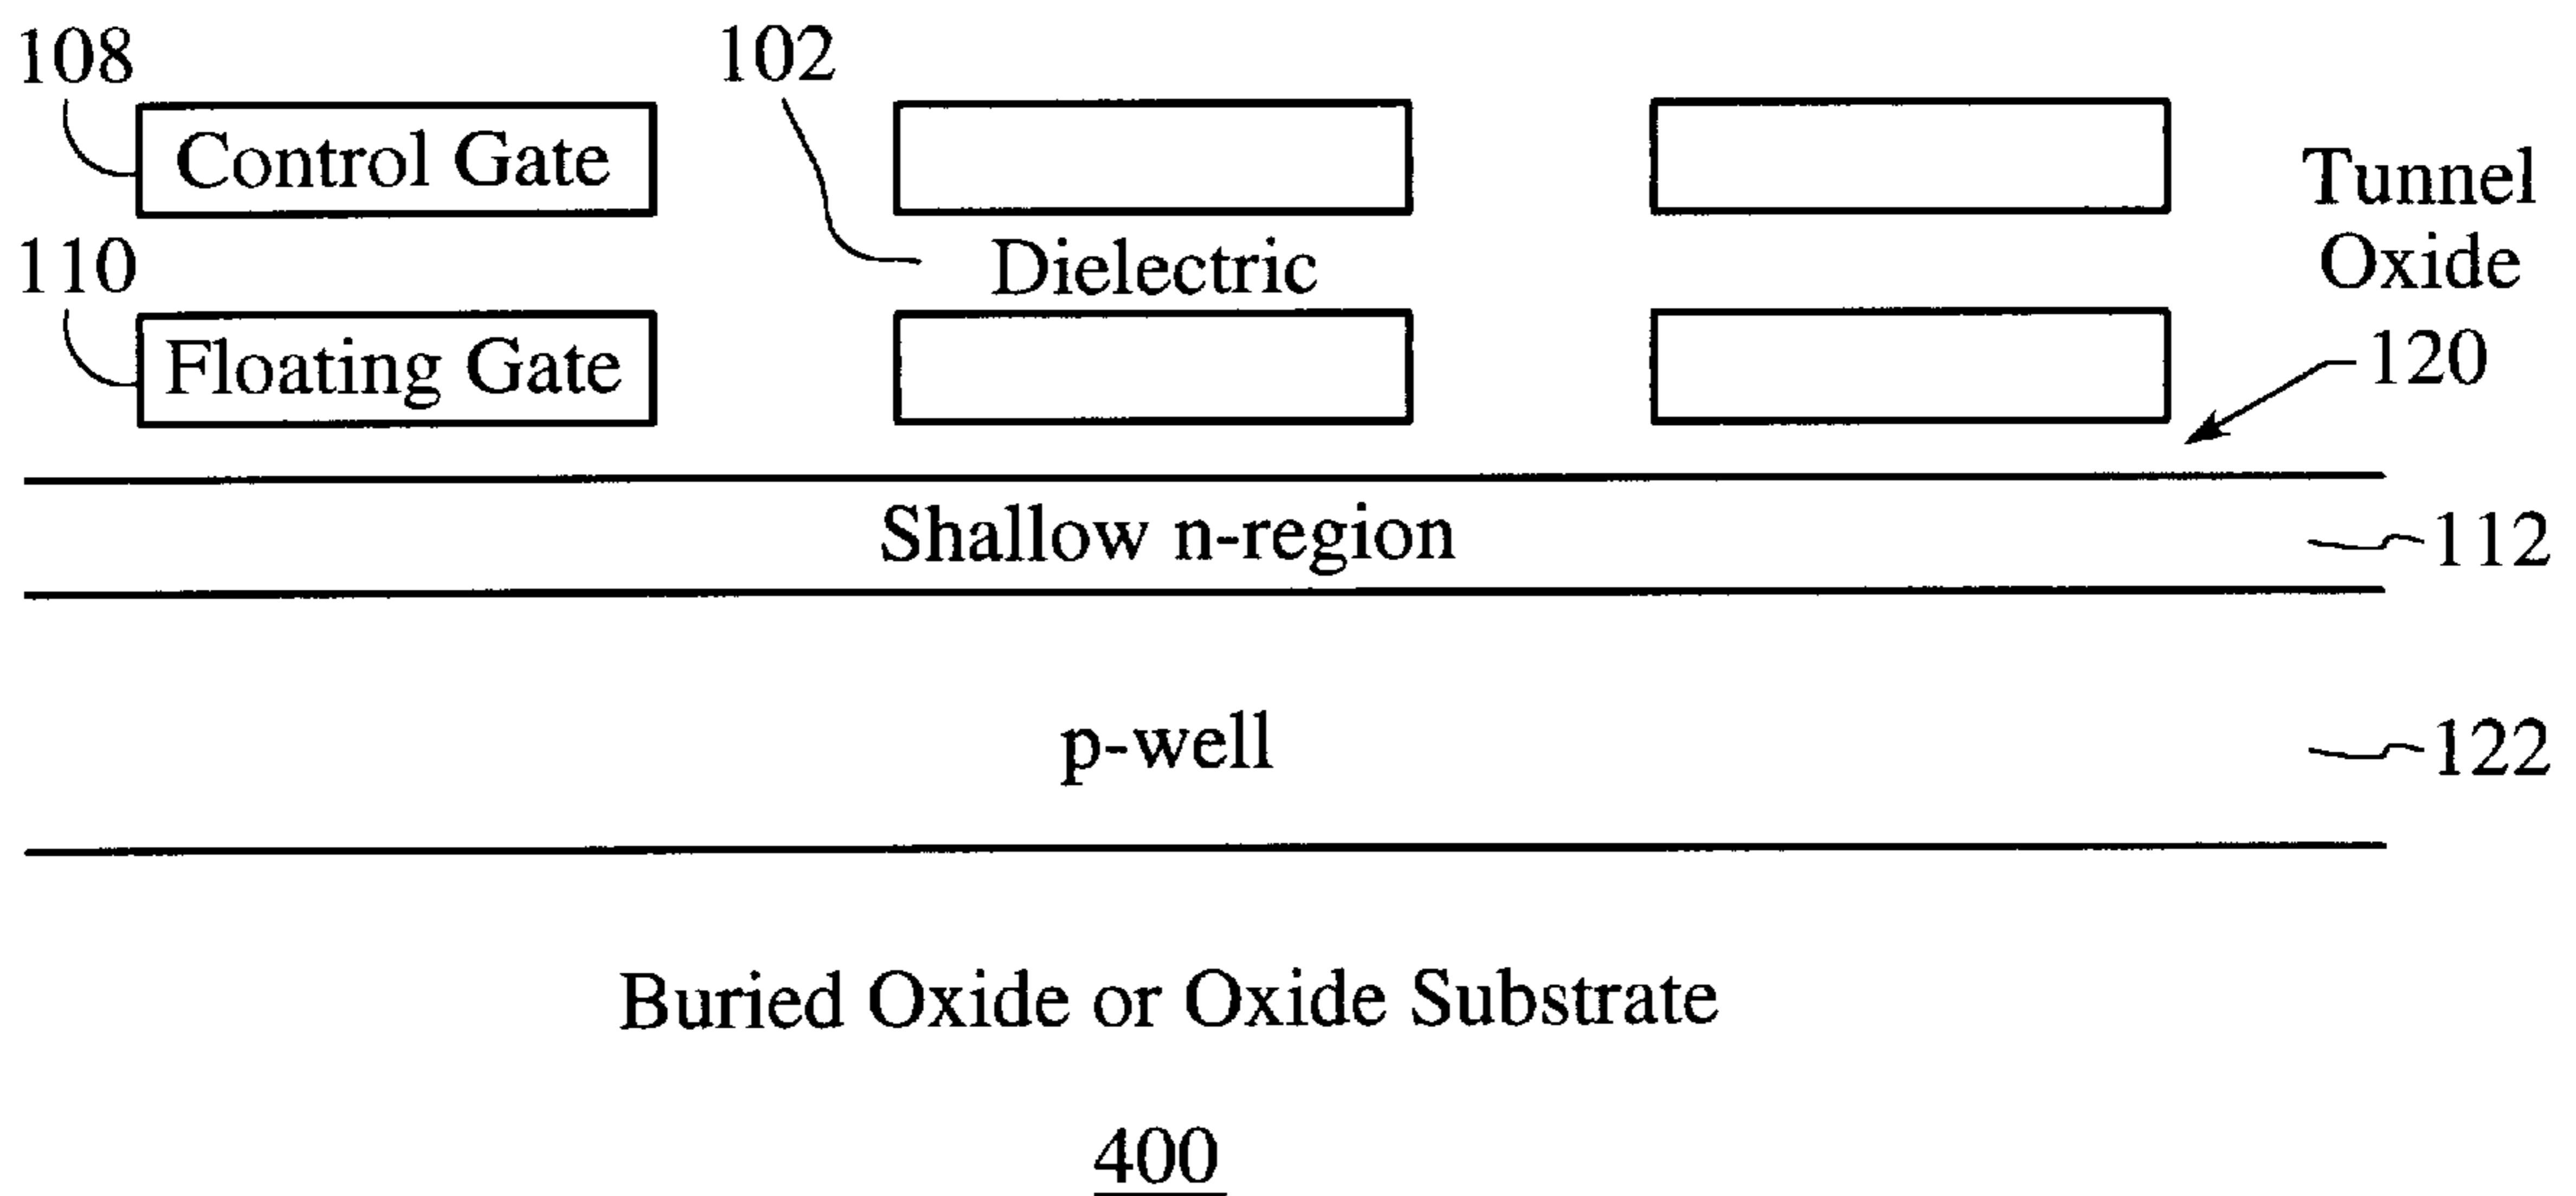 108
102
Control Gate
Tunnel
Oxide
110
Dielectric
Floating Gate
120
Shallow n-region
112
p-well
122
Buried Oxide or Oxide Substrate
400